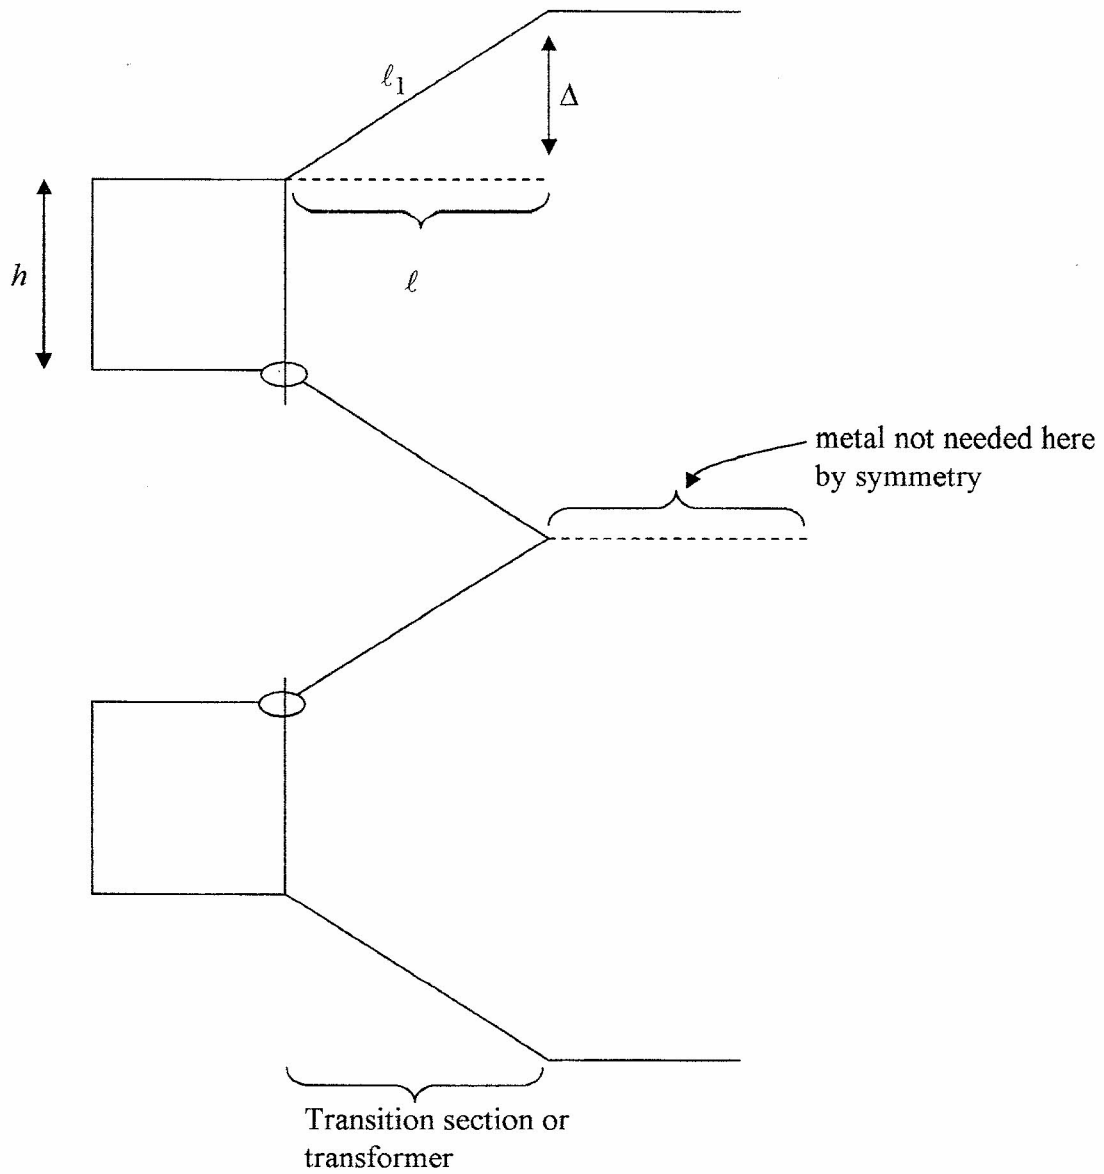 ℓ1
Δ
h
ℓ
metal not needed here
by symmetry
Transition section or
transformer